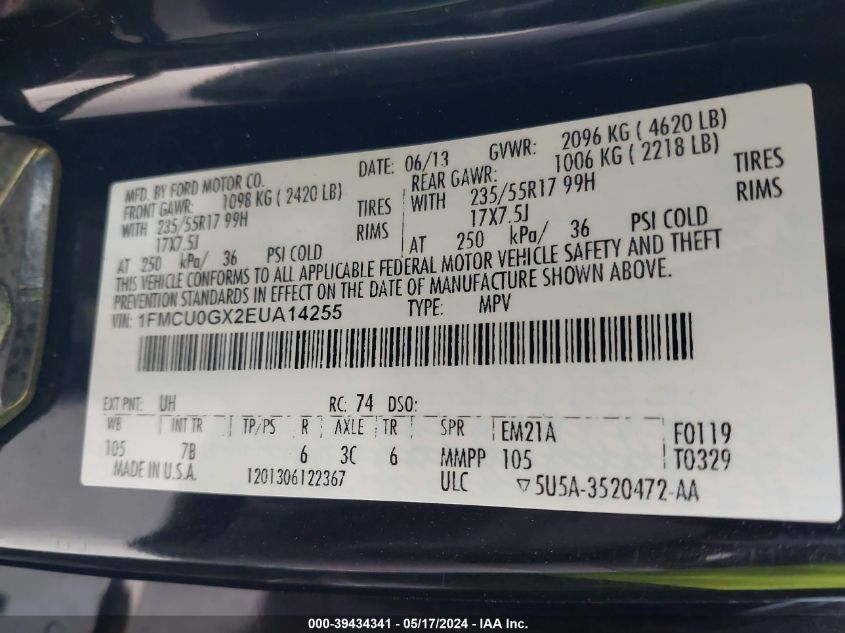 MFD. BY FORD MOTOR CO. DATE: 06/13 GVWR: 2096 KG ( 4620 LB)
FRONT GAWR: 1098 KG ( 2420 LB) REAR GAWR: 1006 KG ( 2218 LB)
WITH 235/55R17 99H TIRES WITH 235/55R17 99H TIRES
17X7.5J RIMS 17X7.5J RIMS
AT 250 kPa/ 36 PSI COLD AT 250 kPa/ 36 PSI COLD
THIS VEHICLE CONFORMS TO ALL APPLICABLE FEDERAL MOTOR VEHICLE SAFETY AND THEFT
PREVENTION STANDARDS IN EFFECT ON THE DATE OF MANUFACTURE SHOWN ABOVE.
VIN: 1FMCU0GX2EUA14255 TYPE: MPV
EXT PNT: UH RC: 74 DSO:
WB INT TR TP/PS R AXLE TR SPR EM21A F0119
105 7B 6 3C 6 MMPP 105 T0329
MADE IN U.S.A. 1201306122367 ULC ▽5U5A-3520472-AA
000-39434341 - 05/17/2024 - IAA Inc.